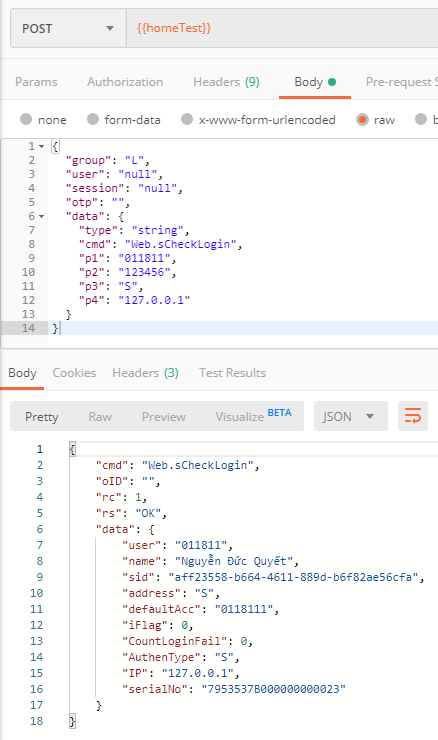 POST {{homeTest}}
Params Authorization Headers (9) Body Pre-request S
none form-data x-www-form-urlencoded raw b
1 {
2 "group": "L",
3 "user": "null",
4 "session": "null",
5 "otp": "",
6 "data": {
7 "type": "string",
8 "cmd": "Web.sCheckLogin",
9 "p1": "011811",
10 "p2": "123456",
11 "p3": "S",
12 "p4": "127.0.0.1"
13 }
14 }
Body Cookies Headers (3) Test Results
Pretty Raw Preview Visualize BETA JSON
1 {
2 "cmd": "Web.sCheckLogin",
3 "oID": "",
4 "rc": 1,
5 "rs": "OK",
6 "data": {
7 "user": "011811",
8 "name": "Nguyễn Đức Quyết",
9 "sid": "aff23558-b664-4611-889d-b6f82ae56cfa",
10 "address": "S",
11 "defaultAcc": "0118111",
12 "iFlag": 0,
13 "CountLoginFail": 0,
14 "AuthenType": "S",
15 "IP": "127.0.0.1",
16 "serialNo": "7953537B000000000023"
17 }
18 }